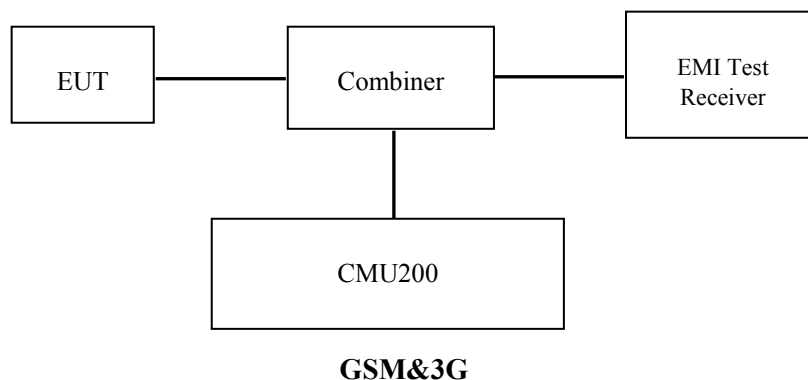 EUT
Combiner
EMI Test
Receiver
CMU200
GSM&3G